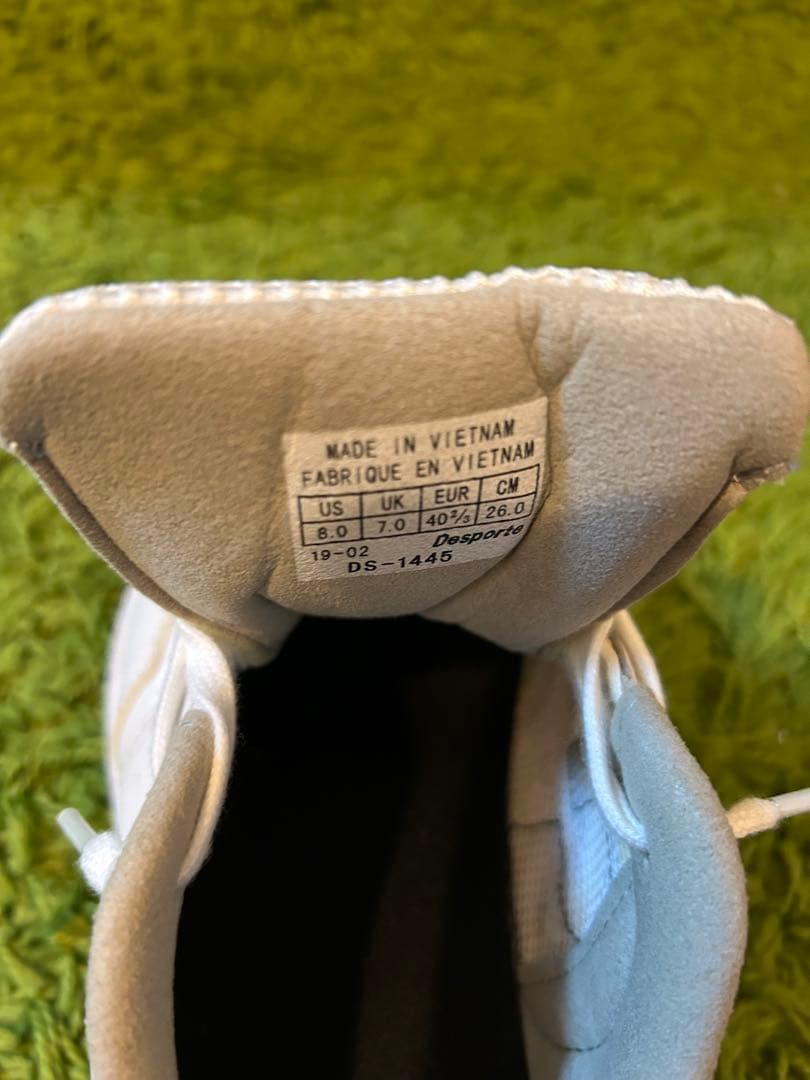 MADE IN VIETNAM
FABRIQUE EN VIETNAM
US UK EUR CM
8.0 7.0 40⅔ 26.0
19-02 Desporte
DS-1445